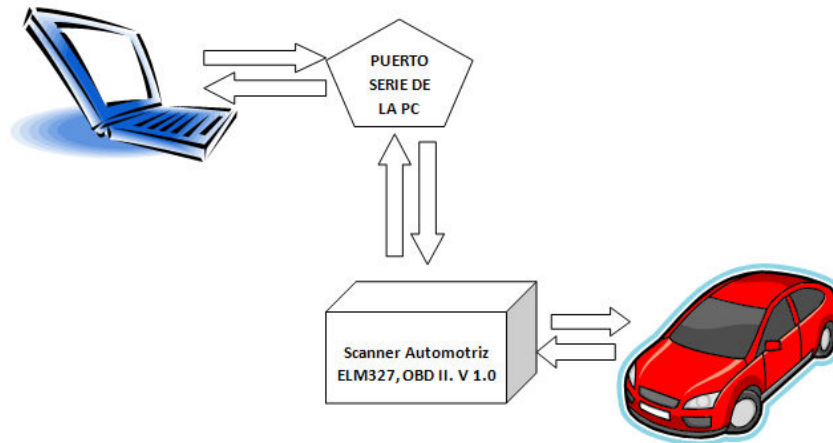 PUERTO
SERIE DE
LA PC
Scanner Automotriz
ELM327, OBD II. V 1.0